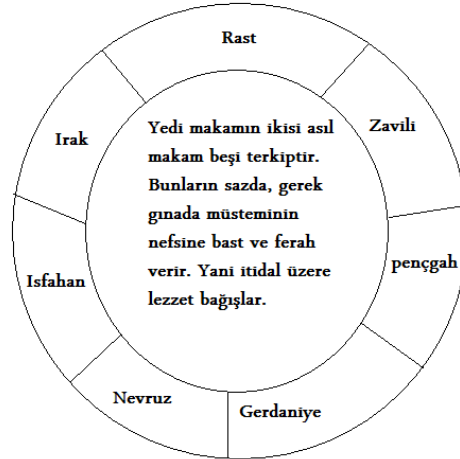 Rast
Zavili
pençgah
Gerdaniye
Nevruz
Isfahan
Irak
Yedi makamın ikisi asıl
makam beşi terkiptir.
Bunların sazda, gerek
gınada müsteminin
nefsine bast ve ferah
verir. Yani itidal üzere
lezzet bağışlar.